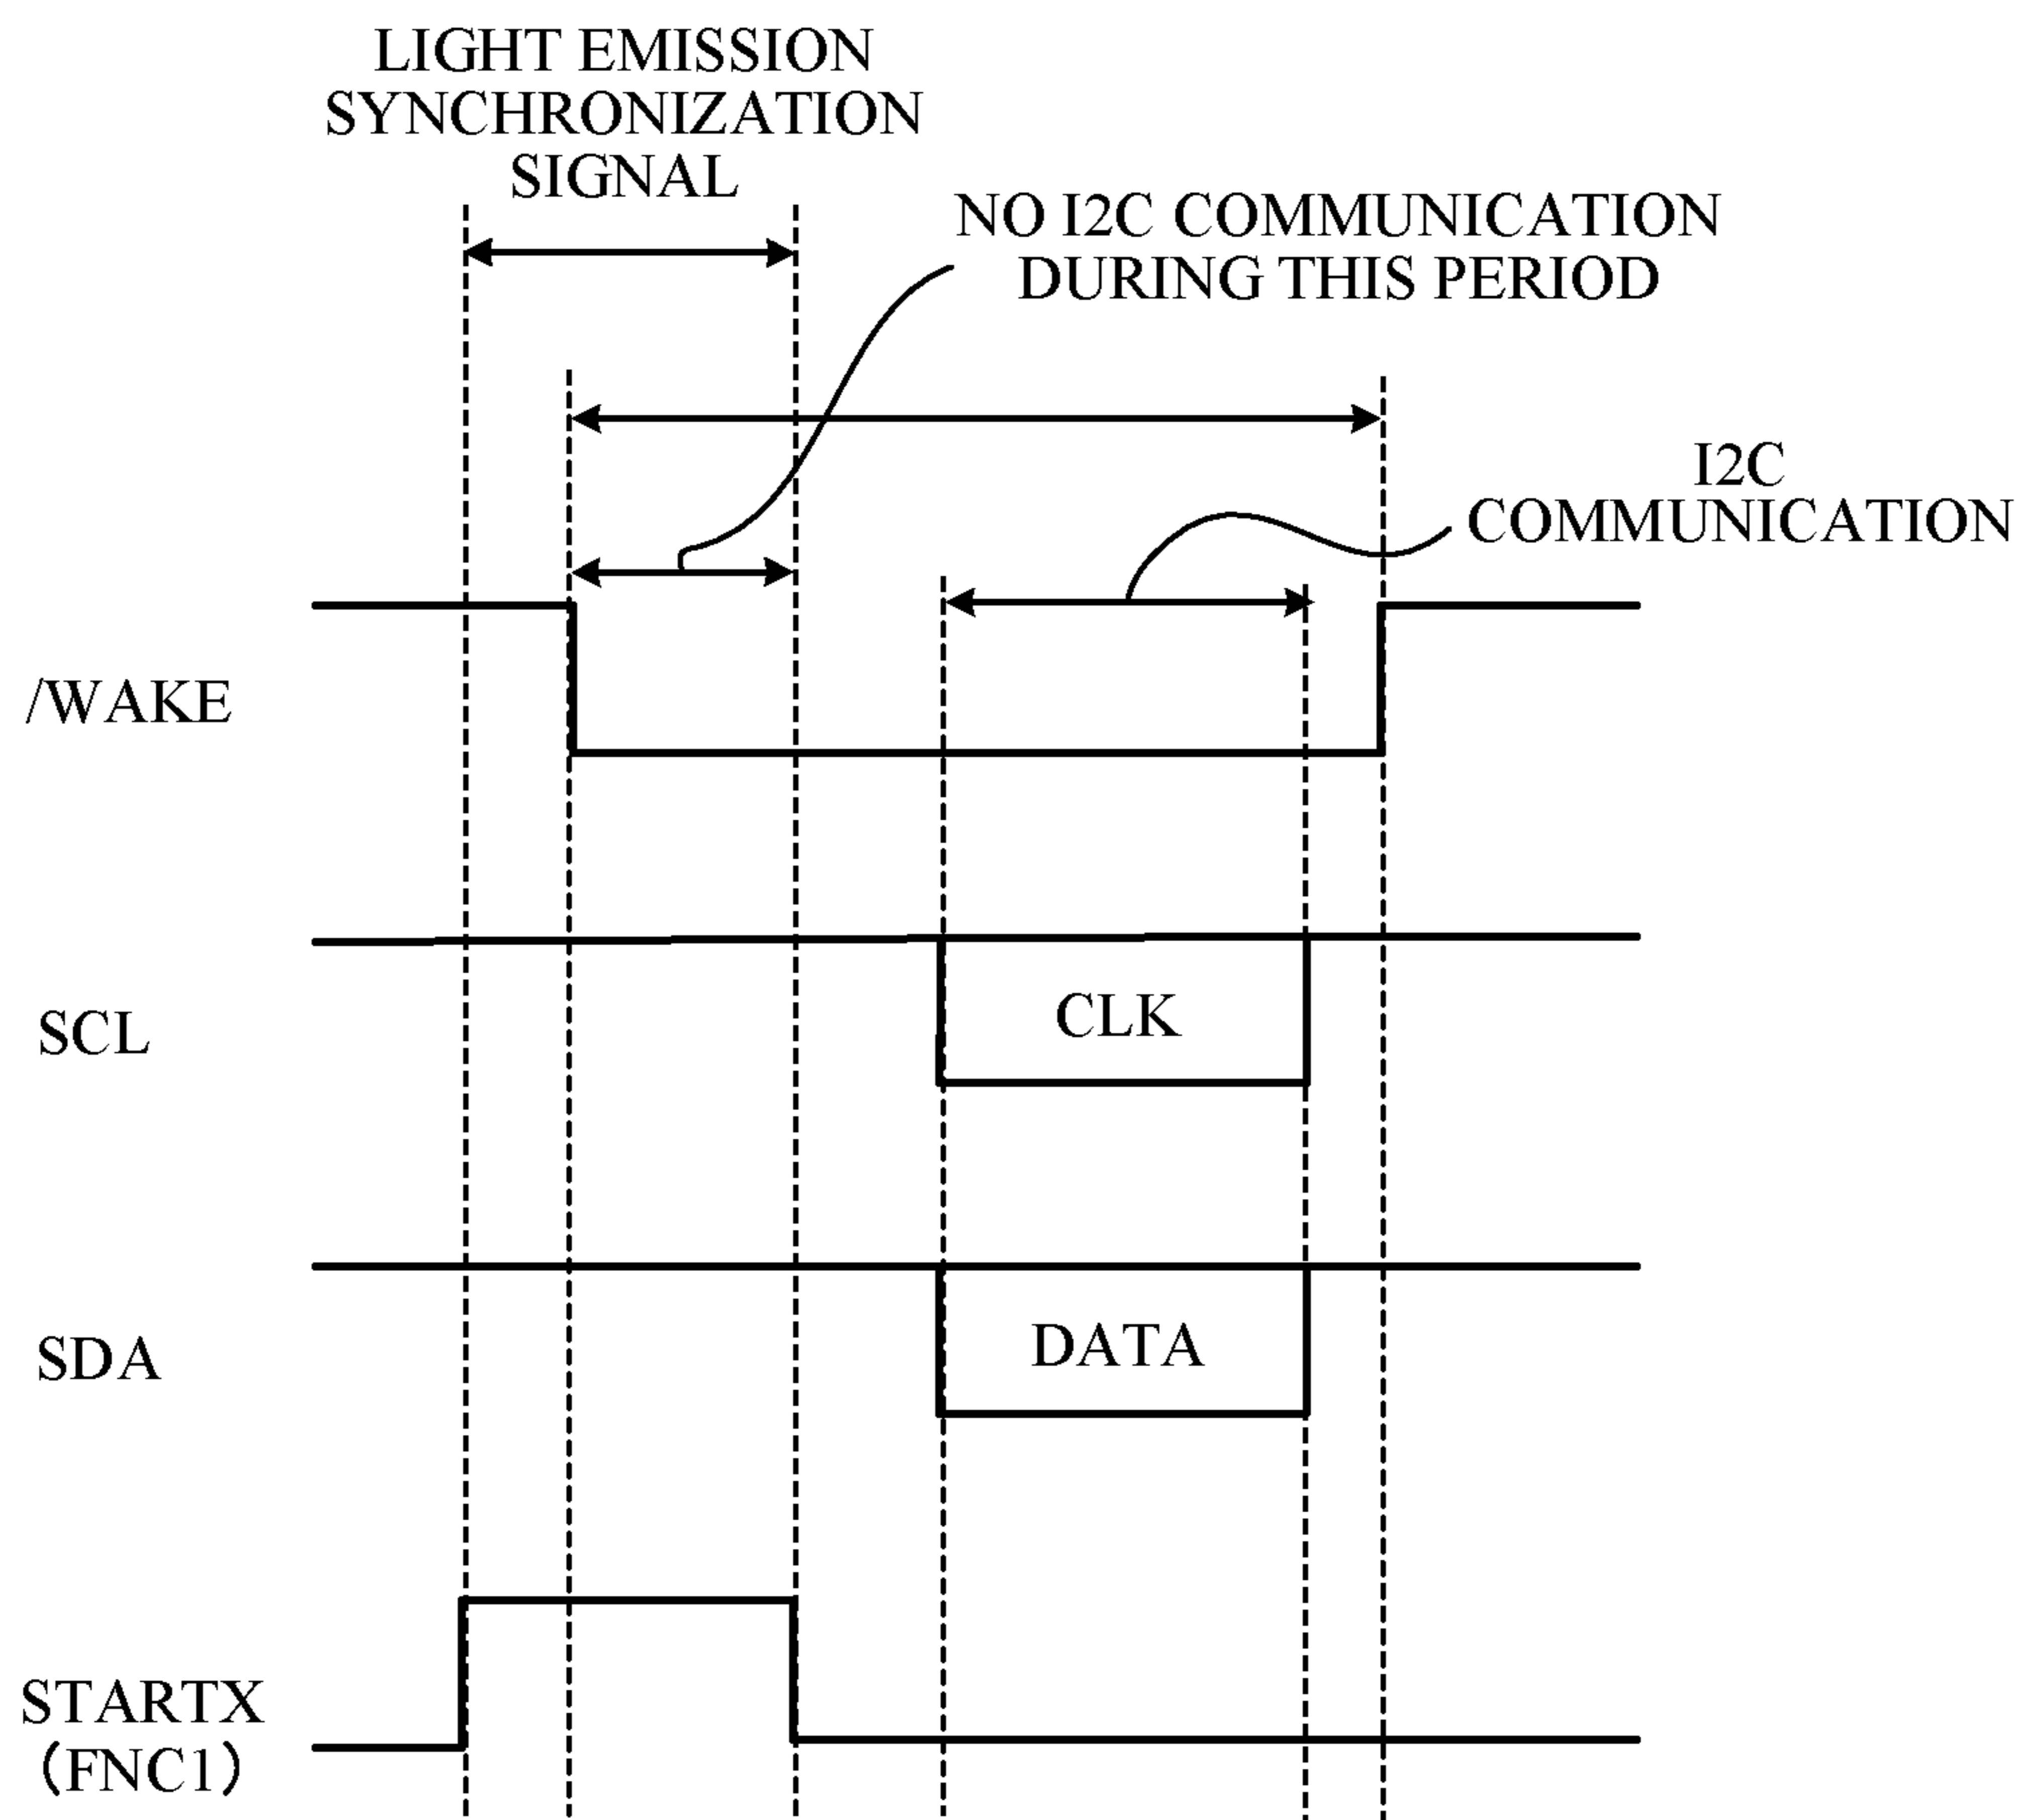 LIGHT EMISSION
SYNCHRONIZATION
SIGNAL
NO I2C COMMUNICATION
DURING THIS PERIOD
I2C
COMMUNICATION
/WAKE
SCL
CLK
SDA
DATA
STARTX
(FNC1)